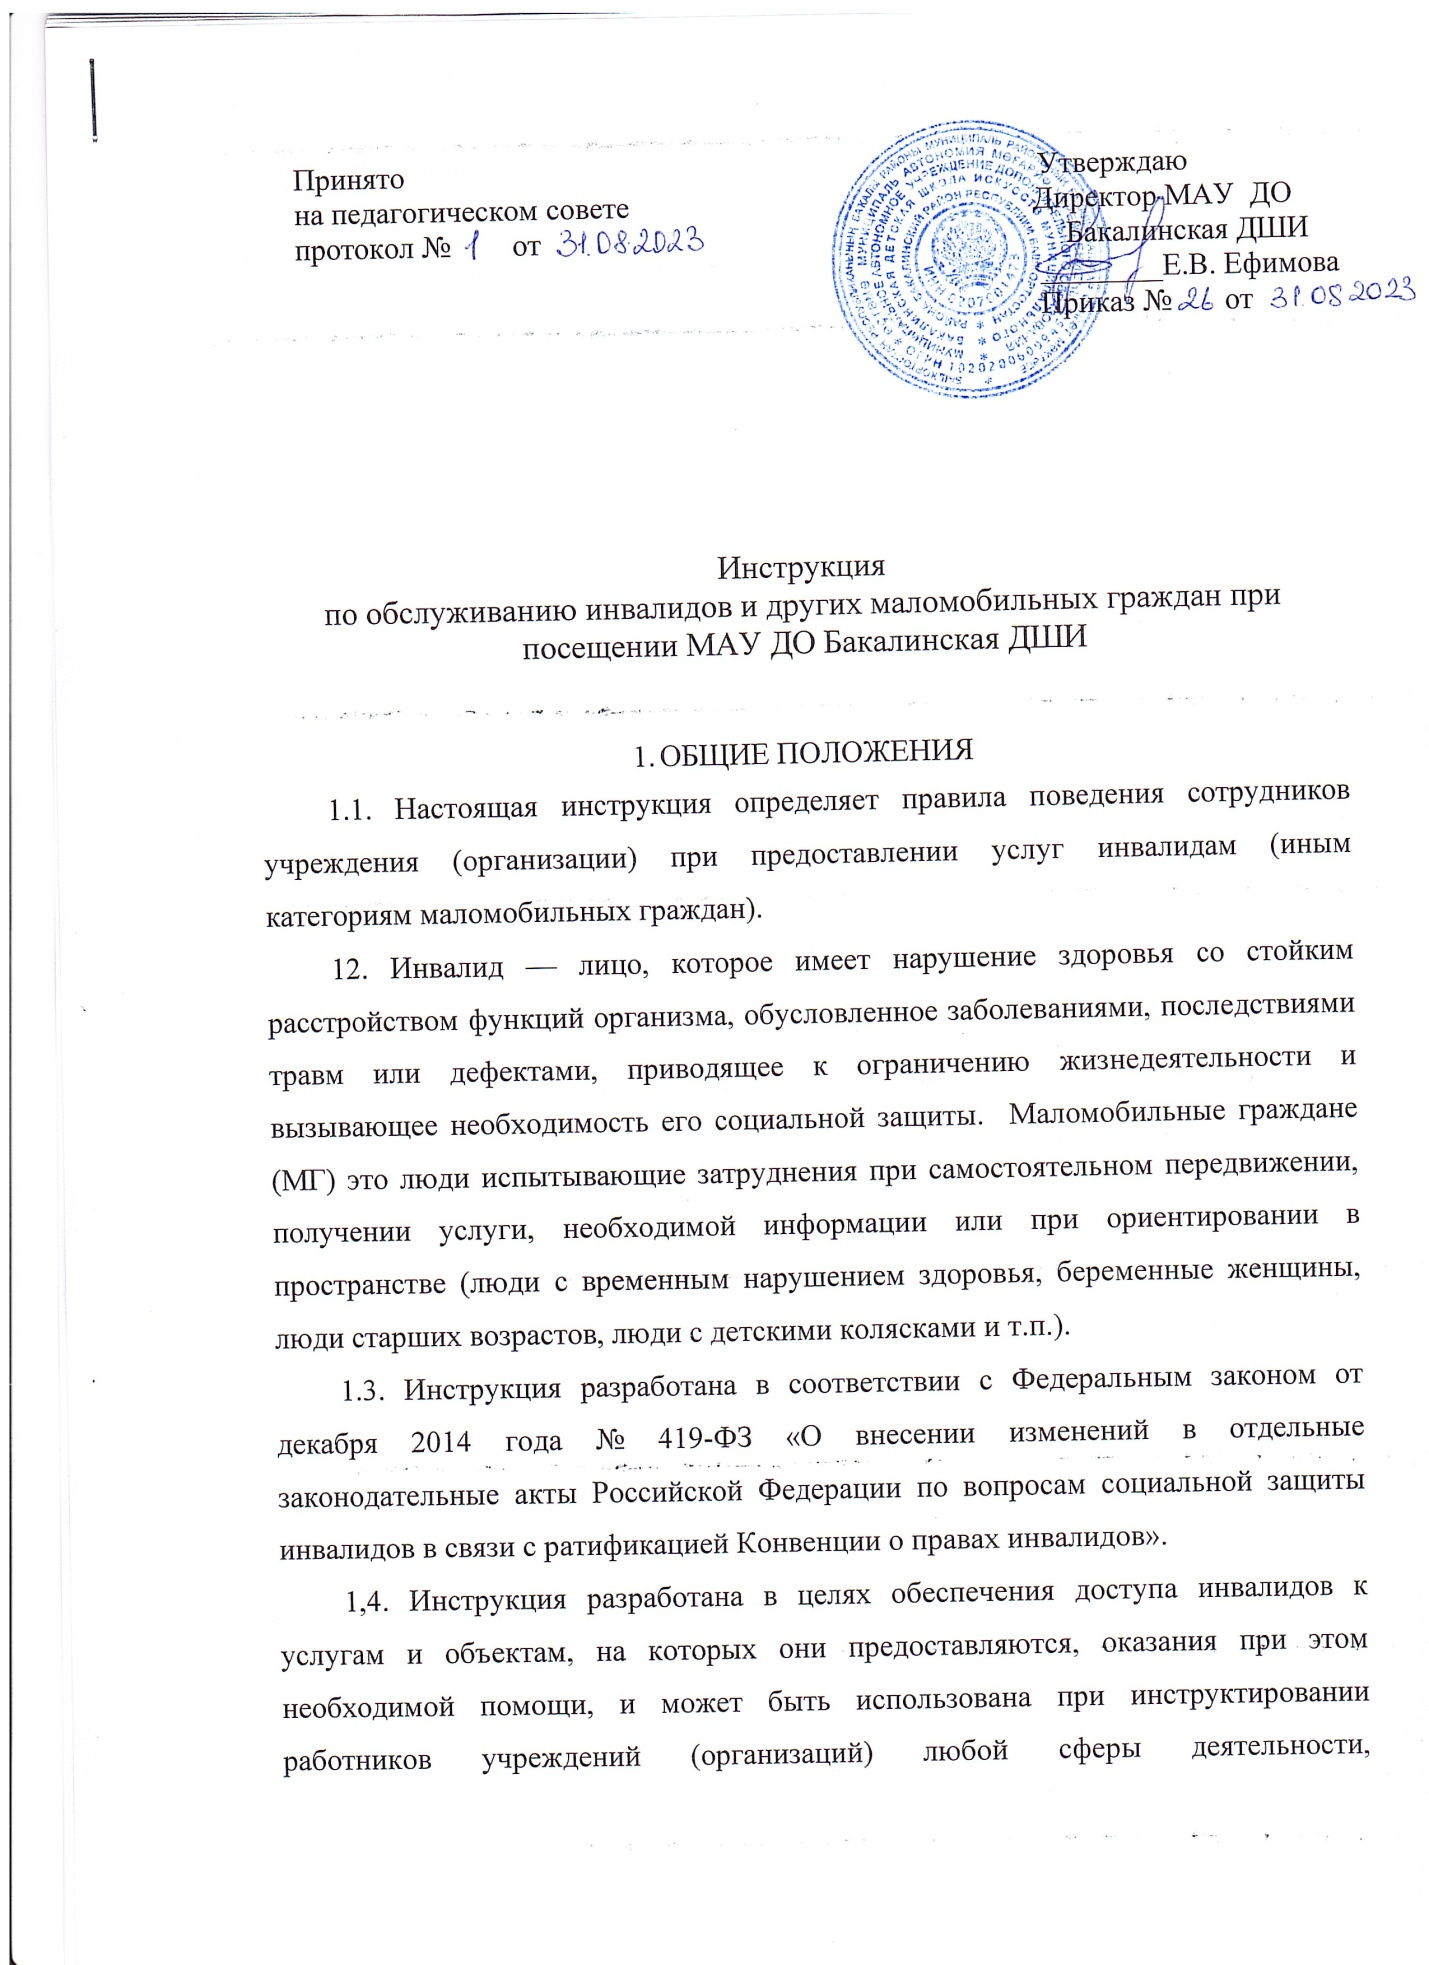 Принято
на педагогическом совете
протокол № 1 от 31.08.2023
Утверждаю
Директор МАУ ДО
Бакалинская ДШИ
Е.В. Ефимова
Приказ № 26 от 31.08.2023
Инструкция
по обслуживанию инвалидов и других маломобильных граждан при
посещении МАУ ДО Бакалинская ДШИ
1. ОБЩИЕ ПОЛОЖЕНИЯ
1.1. Настоящая инструкция определяет правила поведения сотрудников
учреждения (организации) при предоставлении услуг инвалидам (иным
категориям маломобильных граждан).
12. Инвалид — лицо, которое имеет нарушение здоровья со стойким
расстройством функций организма, обусловленное заболеваниями, последствиями
травм или дефектами, приводящее к ограничению жизнедеятельности и
вызывающее необходимость его социальной защиты. Маломобильные граждане
(МГ) это люди испытывающие затруднения при самостоятельном передвижении,
получении услуги, необходимой информации или при ориентировании в
пространстве (люди с временным нарушением здоровья, беременные женщины,
люди старших возрастов, люди с детскими колясками и т.п.).
1.3. Инструкция разработана в соответствии с Федеральным законом от
декабря 2014 года № 419-ФЗ «О внесении изменений в отдельные
законодательные акты Российской Федерации по вопросам социальной защиты
инвалидов в связи с ратификацией Конвенции о правах инвалидов».
1,4. Инструкция разработана в целях обеспечения доступа инвалидов к
услугам и объектам, на которых они предоставляются, оказания при этом
необходимой помощи, и может быть использована при инструктировании
работников учреждений (организаций) любой сферы деятельности,